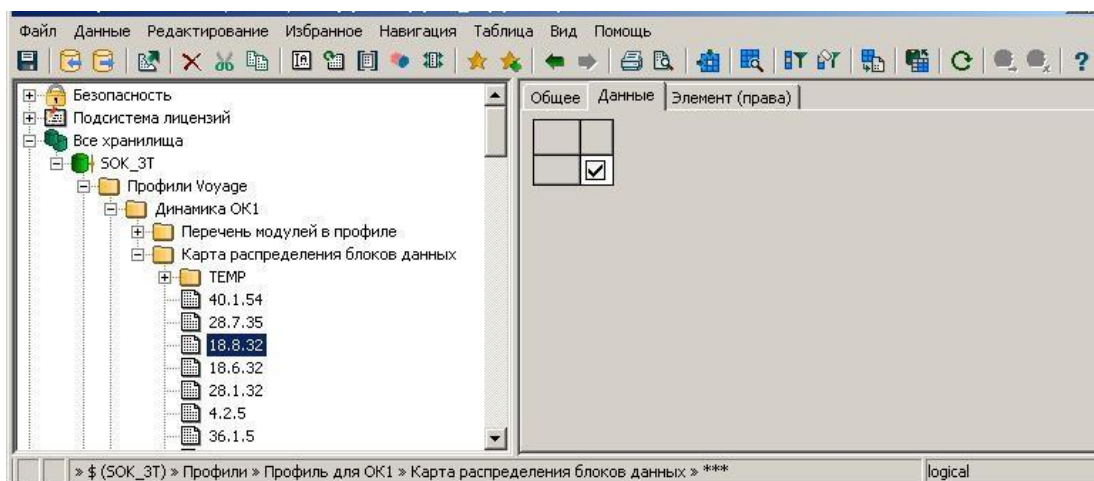 Файл Данные Редактирование Избранное Навигация Таблица Вид Помощь
Безопасность
Подсистема лицензий
Все хранилища
SOK_3T
Профили Voyage
Динамика ОК1
Перечень модулей в профиле
Карта распределения блоков данных
TEMP
40.1.54
28.7.35
18.8.32
18.6.32
28.1.32
4.2.5
36.1.5
Общее Данные Элемент (права)
» $ (SOK_3T) » Профили » Профиль для ОК1 » Карта распределения блоков данных » *** logical